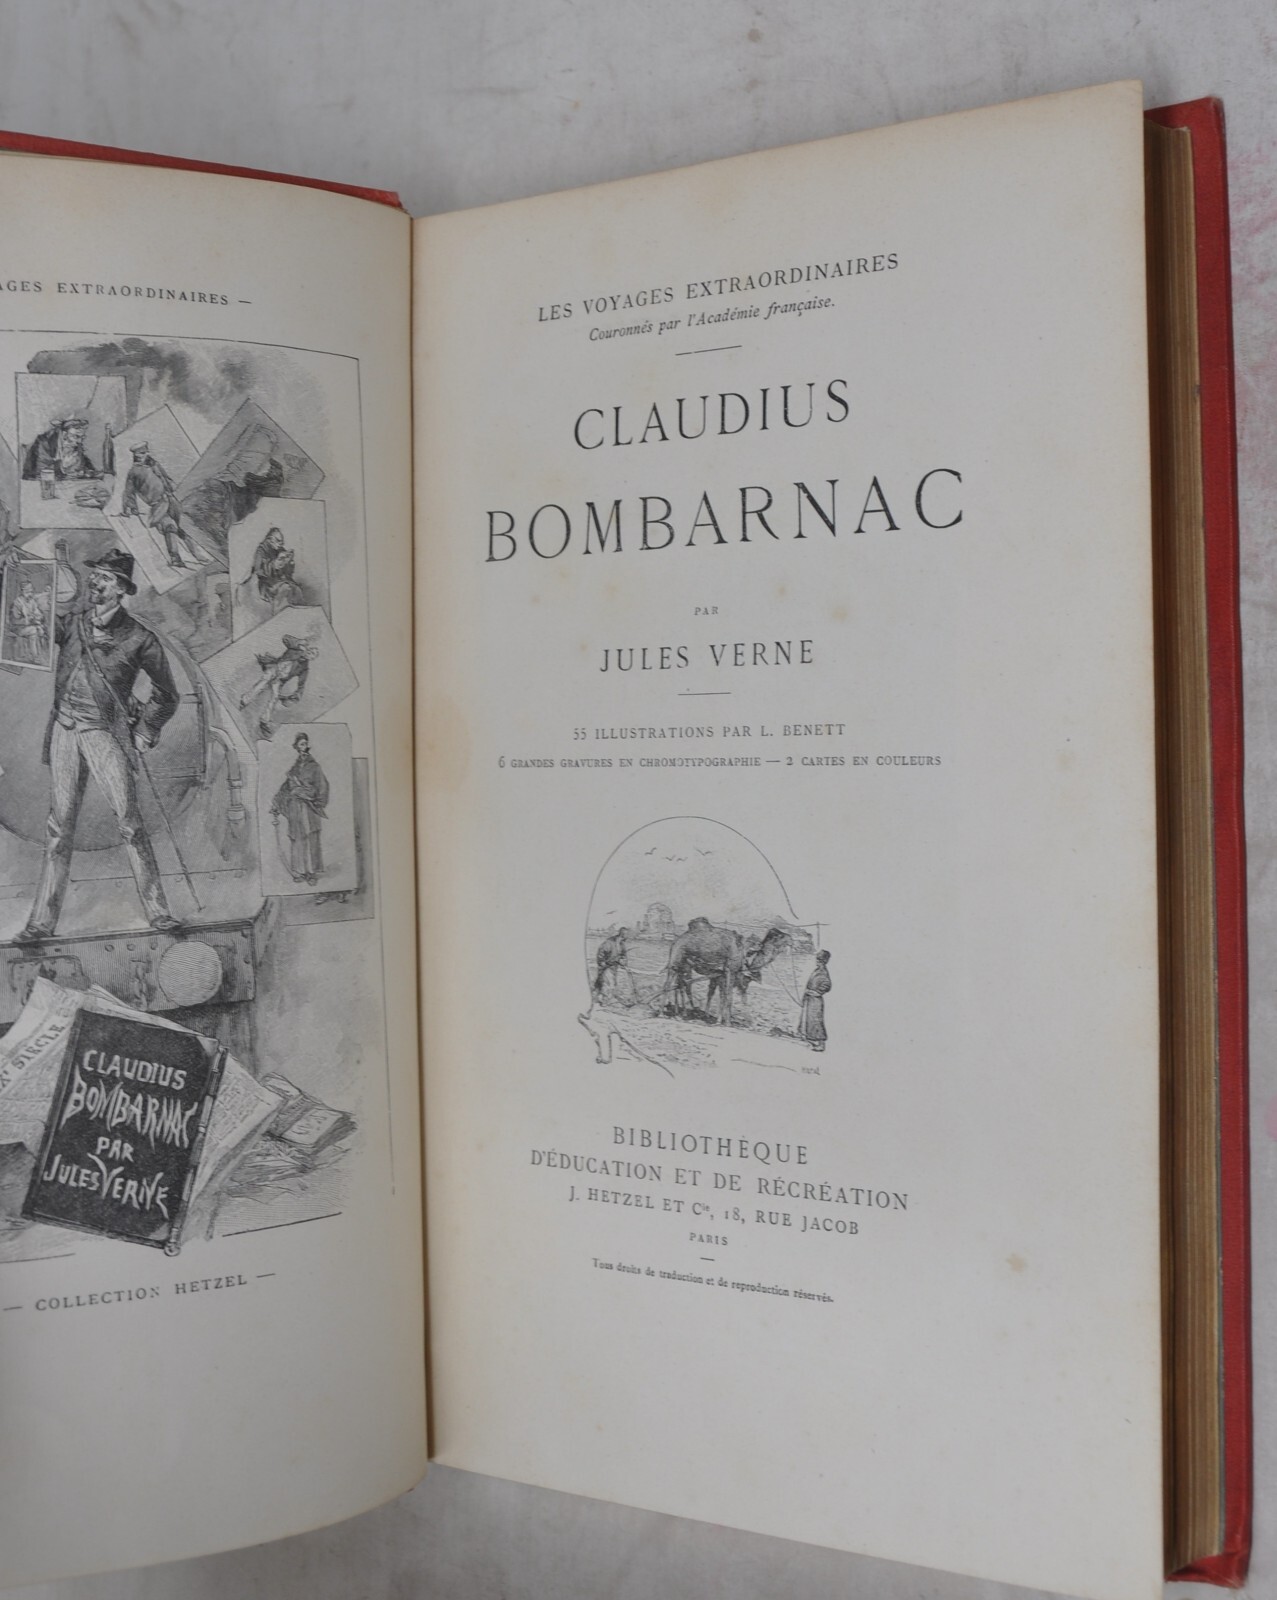 AGES EXTRAORDINAIRES —
X' SIÈCLE
CLAUDIUS
BOMBARNAC
PAR
JULES VERNE
— COLLECTION HETZEL —
LES VOYAGES EXTRAORDINAIRES
Couronnés par l'Académie française.
CLAUDIUS
BOMBARNAC
PAR
JULES VERNE
55 ILLUSTRATIONS PAR L. BENETT
6 GRANDES GRAVURES EN CHROMOTYPOGRAPHIE — 2 CARTES EN COULEURS
BIBLIOTHÈQUE
D'ÉDUCATION ET DE RÉCRÉATION
J. HETZEL ET Cie, 18, RUE JACOB
PARIS
Tous droits de traduction et de reproduction réservés.